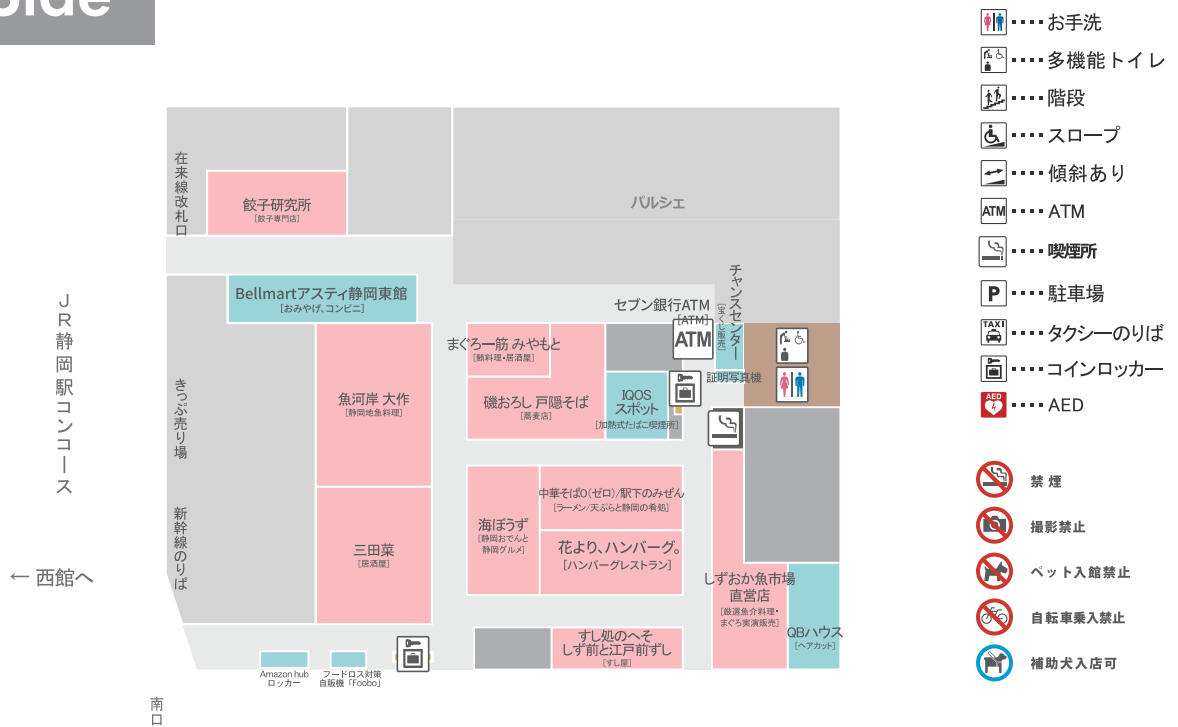 side
お手洗
多機能トイレ
階段
スロープ
傾斜あり
ATM
ATM
喫煙所
P
駐車場
TAXI
タクシーのりば
コインロッカー
AED
AED
禁煙
撮影禁止
ペット入館禁止
自転車乗入禁止
補助犬入店可
在来線改札口
餃子研究所
[餃子専門店]
パルシェ
Bellmartアスティ静岡東館
[おみやげ、コンビニ]
セブン銀行ATM
[ATM]
ATM
チャンスセンター
[宝くじ販売]
証明写真機
まぐろ一筋 みやもと
[鮪料理・居酒屋]
磯おろし 戸隠そば
[蕎麦店]
IQOS
スポット
[加熱式たばこ喫煙所]
JR静岡駅コンコース
きっぷ売り場
新幹線のりば
魚河岸 大作
[静岡地魚料理]
三田菜
[居酒屋]
海ぼうず
[静岡おでんと
静岡グルメ]
中華そば0(ゼロ)/駅下のみぜん
[ラーメン/天ぷらと静岡の肴処]
花より、ハンバーグ。
[ハンバーグレストラン]
しずおか魚市場
直営店
[厳選魚介料理・
まぐろ実演販売]
QBハウス
[ヘアカット]
すし処のへそ
しず前と江戸前ずし
[すし屋]
← 西館へ
Amazon hub
ロッカー
フードロス対策
自販機「Foobo」
南口